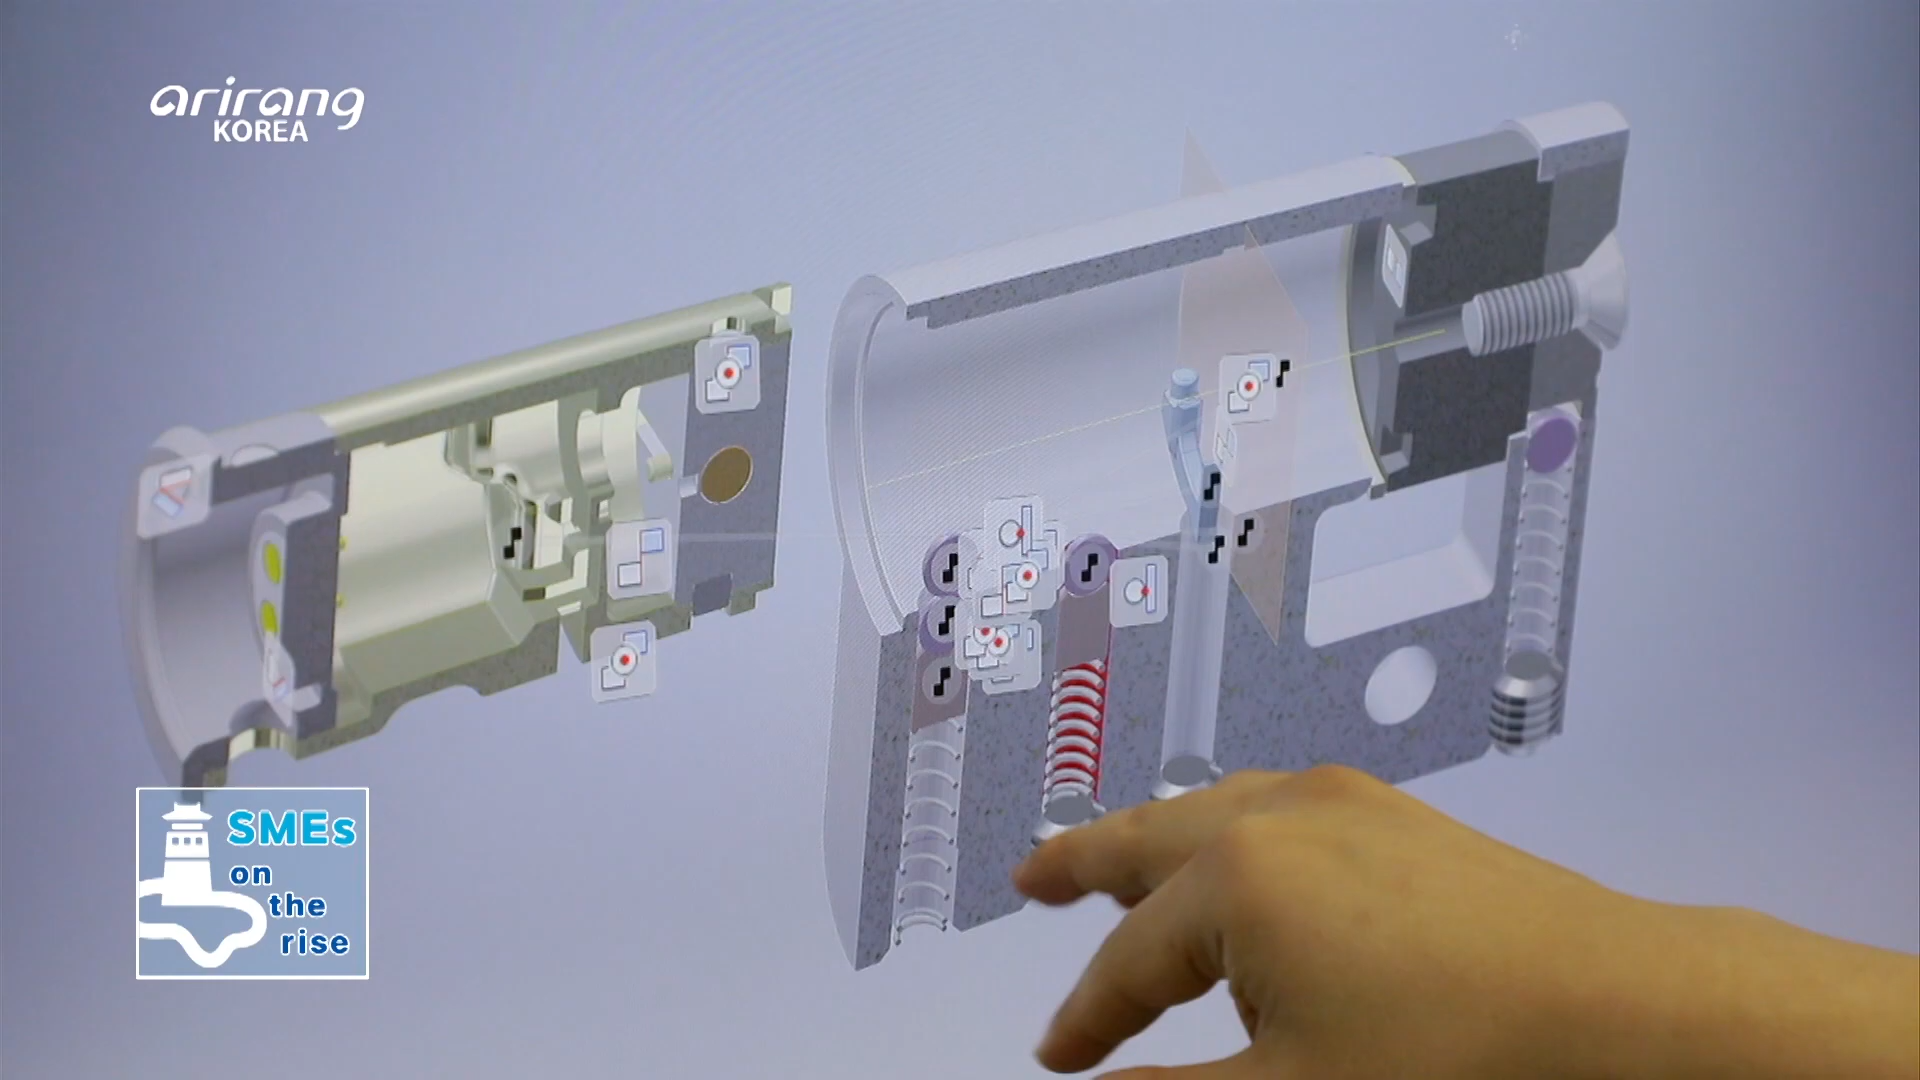 arirang
KOREA
SMEs
on
the
rise